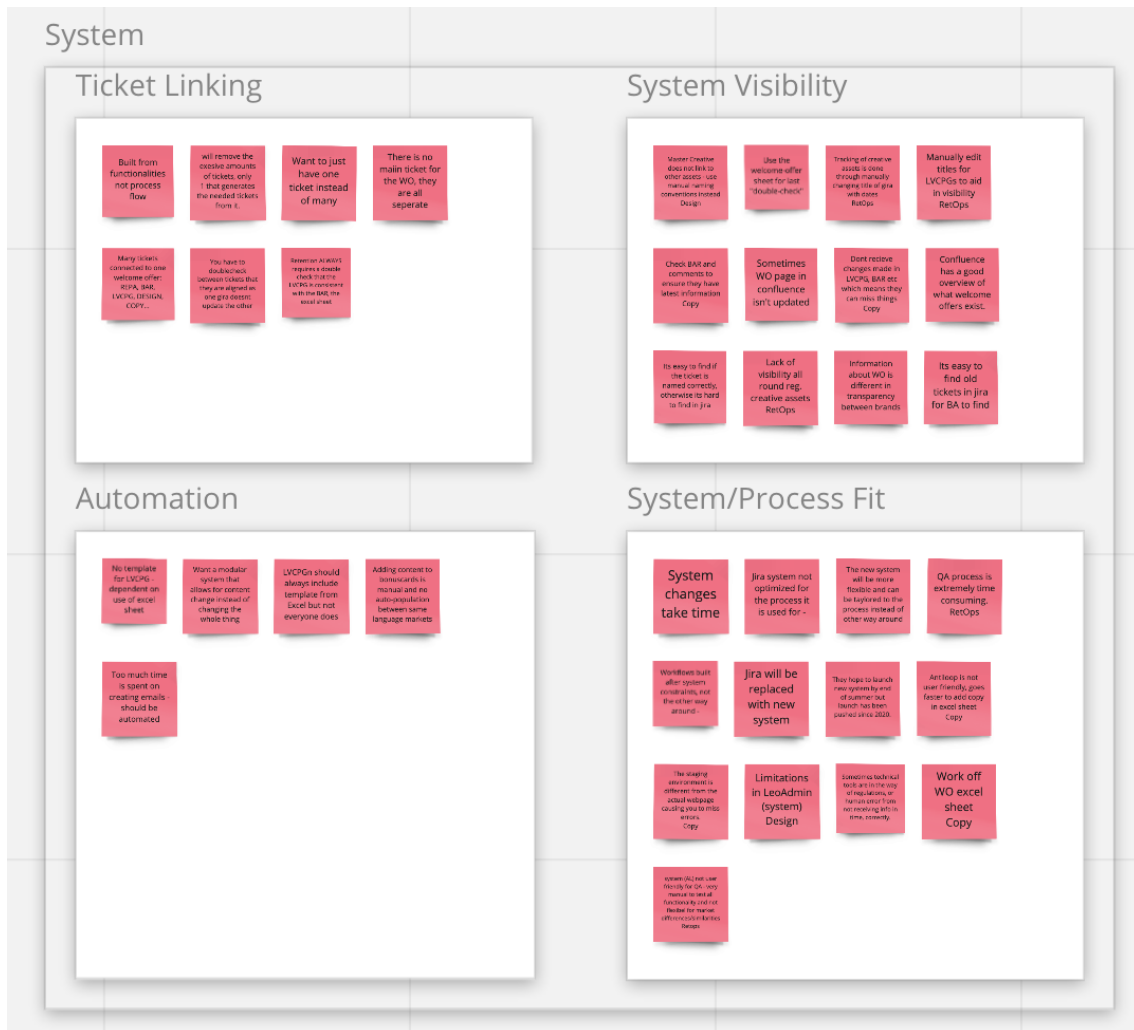 System
Ticket Linking
Built from
functionalities
not process
flow
will remove the
exesive amounts
of tickets, only
1 that generates
the needed tickets
from it.
Want to just
have one
ticket instead
of many
There is no
maiin ticket for
the WO, they
are all
seperate
Many tickets
connected to one
welcome offer:
REPA, BAR,
LVCPG, DESIGN,
COPY...
You have to
doublecheck
between tickets that
they are aligned as
one gira doesnt
update the other
Retention ALWAYS
requires a double
check that the
LVCPG is consistent
with the BAR, the
excel sheet
System Visibility
Master Creative
does not link to
other assets - use
manual naming
conventions instead
Design
Use the
welcome-offer
sheet for last
"double-check"
Tracking of creative
assets is done
through manually
changing title of gira
with dates
RetOps
Manually edit
titles for
LVCPGs to aid
in visibility
RetOps
Check BAR and
comments to
ensure they have
latest information
Copy
Sometimes
WO page in
confluence
isn't updated
Dont recieve
changes made in
LVCPG, BAR etc
which means they
can miss things
Copy
Confluence
has a good
overview of
what welcome
offers exist.
Its easy to find if
the ticket is
named correctly,
otherwise its hard
to find in jira
Lack of
visibility all
round reg.
creative assets
RetOps
Information
about WO is
different in
transparency
between brands
Its easy to
find old
tickets in jira
for BA to find
Automation
No template
for LVCPG -
dependent on
use of excel
sheet
Want a modular
system that
allows for content
change instead of
changing the
whole thing
LVCPGn should
always include
template from
Excel but not
everyone does
Adding content to
bonuscards is
manual and no
auto-population
between same
language markets
Too much time
is spent on
creating emails -
should be
automated
System/Process Fit
System
changes
take time
Jira system not
optimized for
the process it
is used for -
The new system
will be more
flexible and can
be taylored to the
process instead of
other way around
QA process is
extremely time
consuming.
RetOps
Workflows built
after system
constraints, not
the other way
around -
Jira will be
replaced
with new
system
They hope to launch
new system by end
of summer but
launch has been
pushed since 2020.
Ant loop is not
user friendly, goes
faster to add copy
in excel sheet
Copy
The staging
environment is
different from the
actual webpage
causing you to miss
errors
Copy
Limitations
in LeoAdmin
(system)
Design
Sometimes technical
tools are in the way
of regulations, or
human error from
not receiving info in
time, correctly.
Work off
WO excel
sheet
Copy
system (AL) not user
friendly for QA - very
manual to test all
functionality and not
flexibel for market
differences/similarities
Retops